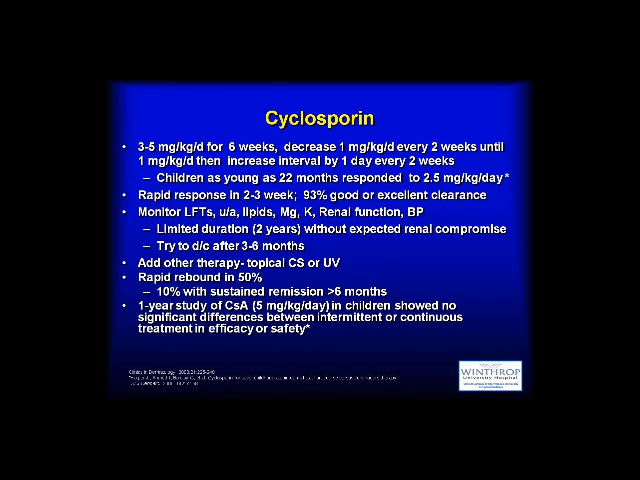 Cyclosporin
• 3-5 mg/kg/d for 6 weeks, decrease 1 mg/kg/d every 2 weeks until
1 mg/kg/d then increase interval by 1 day every 2 weeks
– Children as young as 22 months responded to 2.5 mg/kg/day *
• Rapid response in 2-3 week; 93% good or excellent clearance
• Monitor LFTs, u/a, lipids, Mg, K, Renal function, BP
– Limited duration (2 years) without expected renal compromise
– Try to d/c after 3-6 months
• Add other therapy- topical CS or UV
• Rapid rebound in 50%
– 10% with sustained remission >6 months
• 1-year study of CsA (5 mg/kg/day) in children showed no
significant differences between intermittent or continuous
treatment in efficacy or safety*
Clinics in Dermatology
WINTHROP
University Hospital